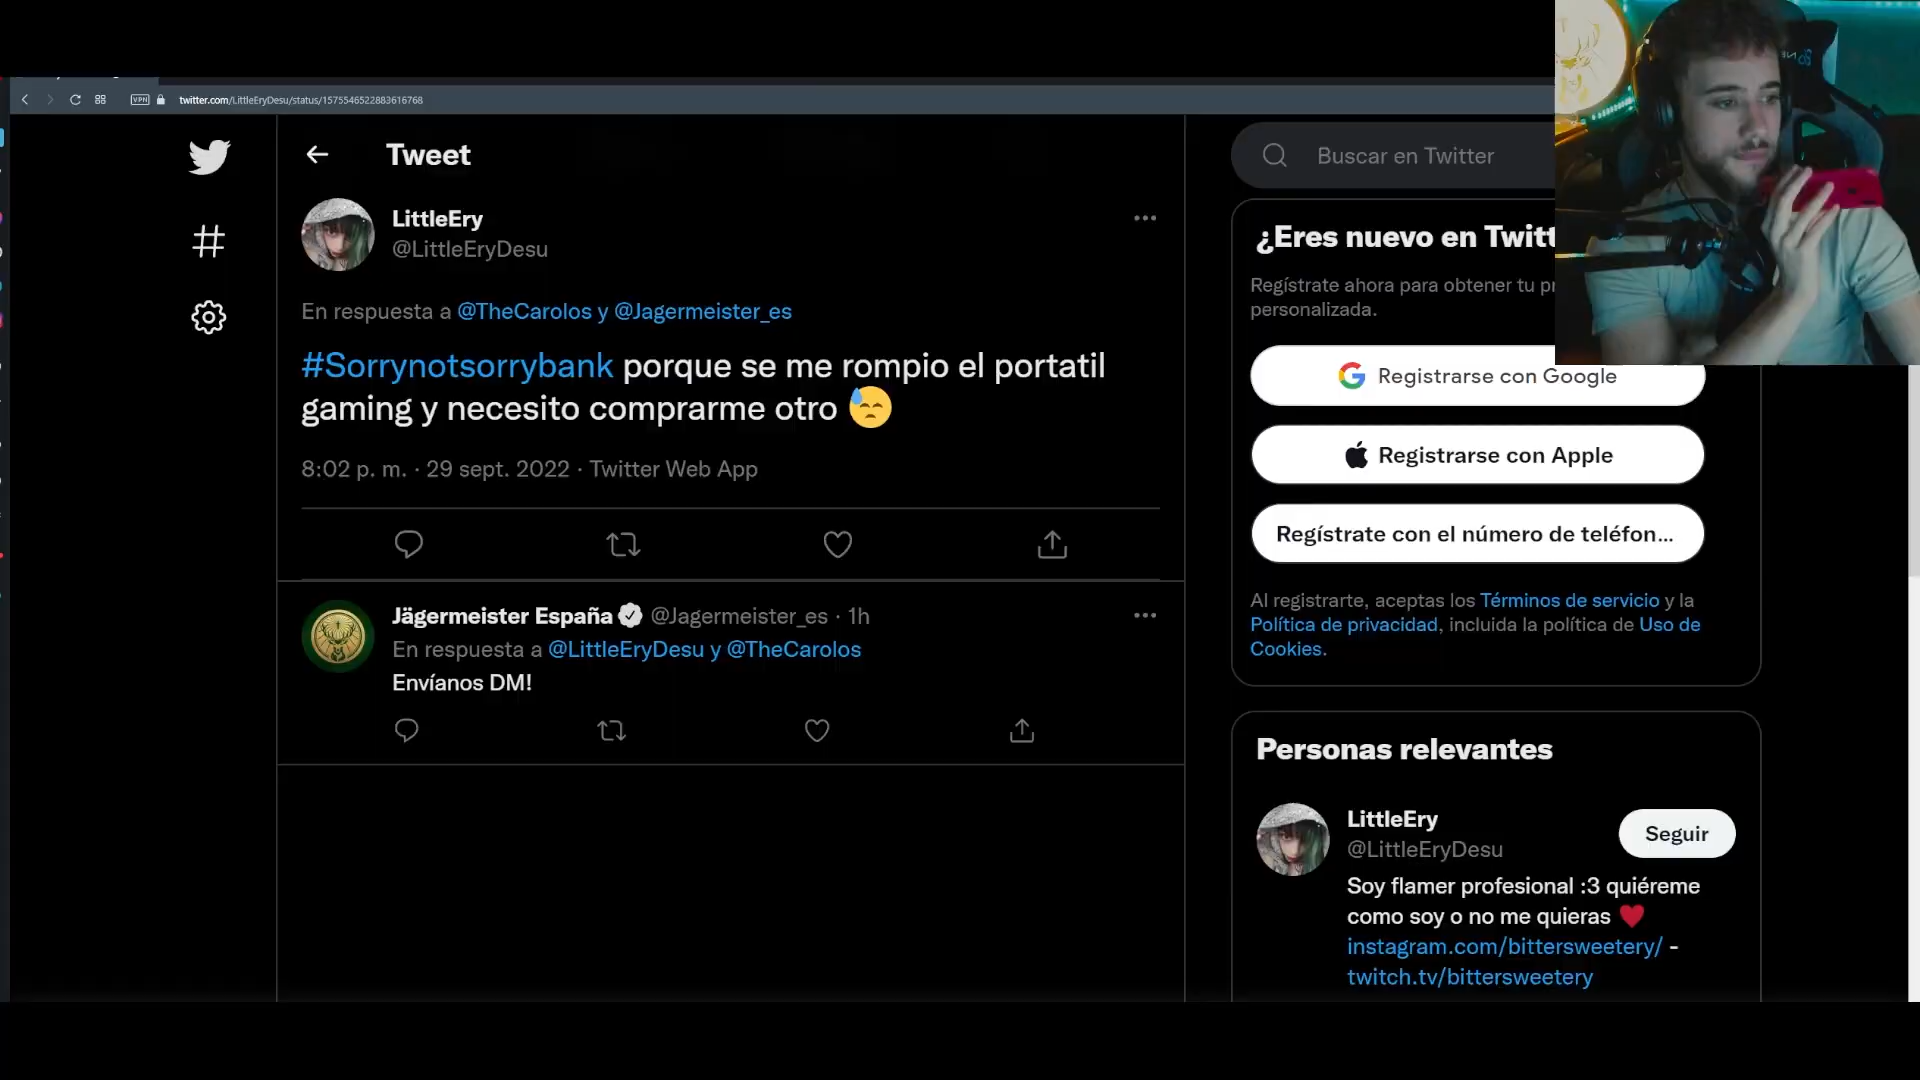 VPN
twitter.com/LittleEryDesu/status/1575546522883616768
Tweet
LittleEry
@LittleEryDesu
En respuesta a @TheCarolos y @Jagermeister_es
#Sorrynotsorrybank porque se me rompio el portatil
gaming y necesito comprarme otro 😓
8:02 p. m. · 29 sept. 2022 · Twitter Web App
Jägermeister España @Jagermeister_es · 1h
En respuesta a @LittleEryDesu y @TheCarolos
Envíanos DM!
Buscar en Twitter
¿Eres nuevo en Twitt
Regístrate ahora para obtener tu pr
personalizada.
Registrarse con Google
Registrarse con Apple
Regístrate con el número de teléfon...
Al registrarte, aceptas los Términos de servicio y la
Política de privacidad, incluida la política de Uso de
Cookies.
Personas relevantes
LittleEry
@LittleEryDesu
Seguir
Soy flamer profesional :3 quiéreme
como soy o no me quieras ❤️
instagram.com/bittersweetery/ -
twitch.tv/bittersweetery